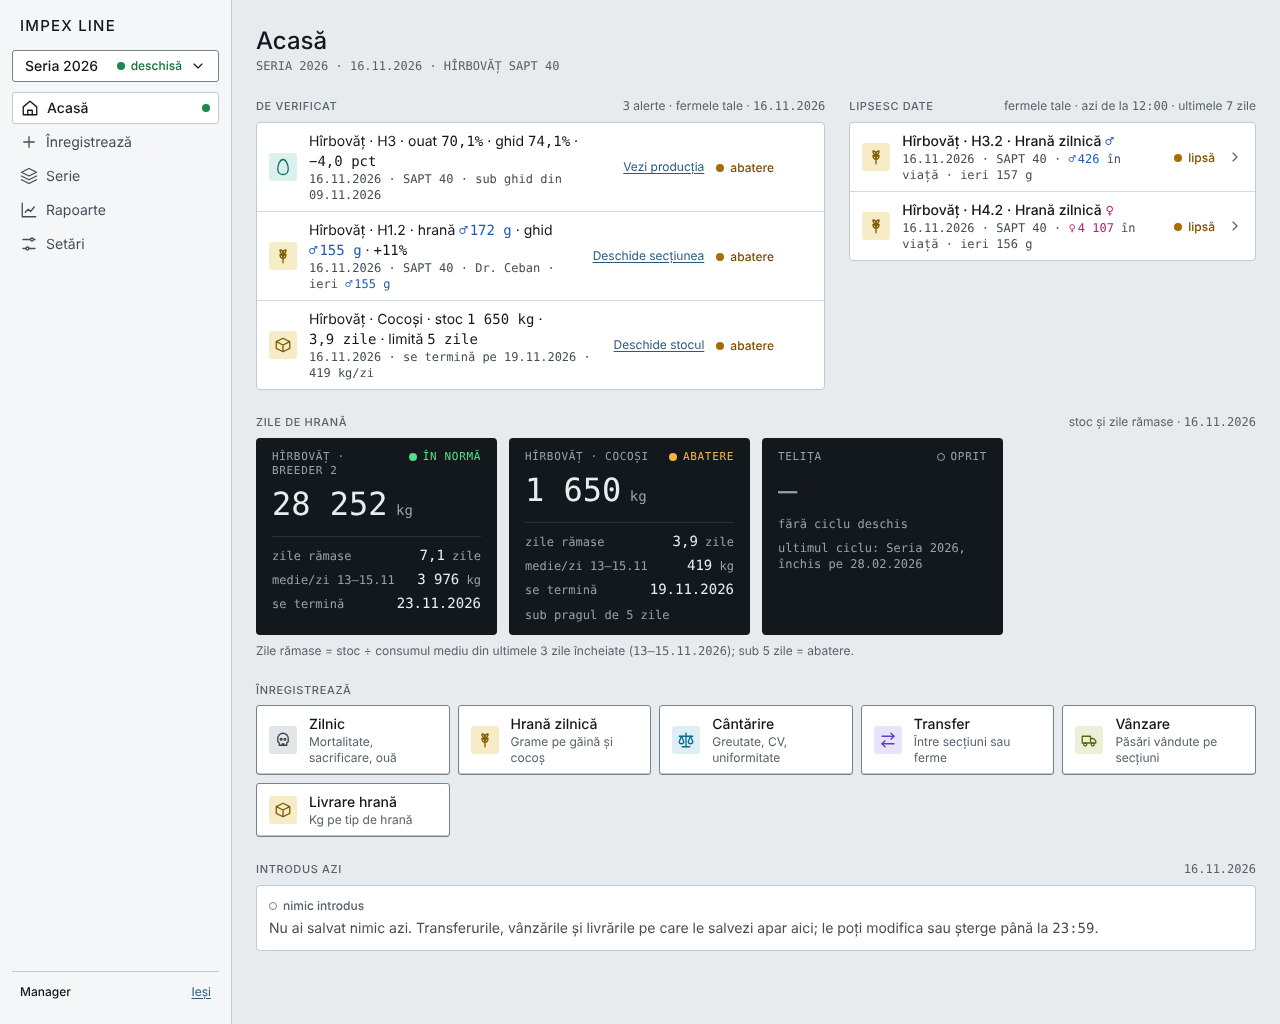 IMPEX LINE
Seria 2026
deschisă
Acasă
Înregistrează
Serie
Rapoarte
Setări
Manager
Ieși
Acasă
SERIA 2026 · 16.11.2026 · HÎRBOVĂȚ SAPT 40
DE VERIFICAT
3 alerte · fermele tale · 16.11.2026
Hîrbovăț · H3 · ouat 70,1% · ghid 74,1% ·
−4,0 pct
16.11.2026 · SAPT 40 · sub ghid din
09.11.2026
Vezi producția
abatere
Hîrbovăț · H1.2 · hrană ♂172 g · ghid
♂155 g · +11%
16.11.2026 · SAPT 40 · Dr. Ceban ·
ieri ♂155 g
Deschide secțiunea
abatere
Hîrbovăț · Cocoși · stoc 1 650 kg ·
3,9 zile · limită 5 zile
16.11.2026 · se termină pe 19.11.2026 ·
419 kg/zi
Deschide stocul
abatere
LIPSESC DATE
fermele tale · azi de la 12:00 · ultimele 7 zile
Hîrbovăț · H3.2 · Hrană zilnică ♂
16.11.2026 · SAPT 40 · ♂426 în
viață · ieri 157 g
lipsă
Hîrbovăț · H4.2 · Hrană zilnică ♀
16.11.2026 · SAPT 40 · ♀4 107 în
viață · ieri 156 g
lipsă
ZILE DE HRANĂ
stoc și zile rămase · 16.11.2026
HÎRBOVĂȚ ·
BREEDER 2
ÎN NORMĂ
28 252 kg
zile rămase 7,1 zile
medie/zi 13–15.11 3 976 kg
se termină 23.11.2026
HÎRBOVĂȚ · COCOȘI
ABATERE
1 650 kg
zile rămase 3,9 zile
medie/zi 13–15.11 419 kg
se termină 19.11.2026
sub pragul de 5 zile
TELIȚA
OPRIT
—
fără ciclu deschis
ultimul ciclu: Seria 2026,
închis pe 28.02.2026
Zile rămase = stoc ÷ consumul mediu din ultimele 3 zile încheiate (13–15.11.2026); sub 5 zile = abatere.
ÎNREGISTREAZĂ
Zilnic
Mortalitate,
sacrificare, ouă
Hrană zilnică
Grame pe găină și
cocoș
Cântărire
Greutate, CV,
uniformitate
Transfer
Între secțiuni sau
ferme
Vânzare
Păsări vândute pe
secțiuni
Livrare hrană
Kg pe tip de hrană
INTRODUS AZI
16.11.2026
nimic introdus
Nu ai salvat nimic azi. Transferurile, vânzările și livrările pe care le salvezi apar aici; le poți modifica sau șterge până la 23:59.